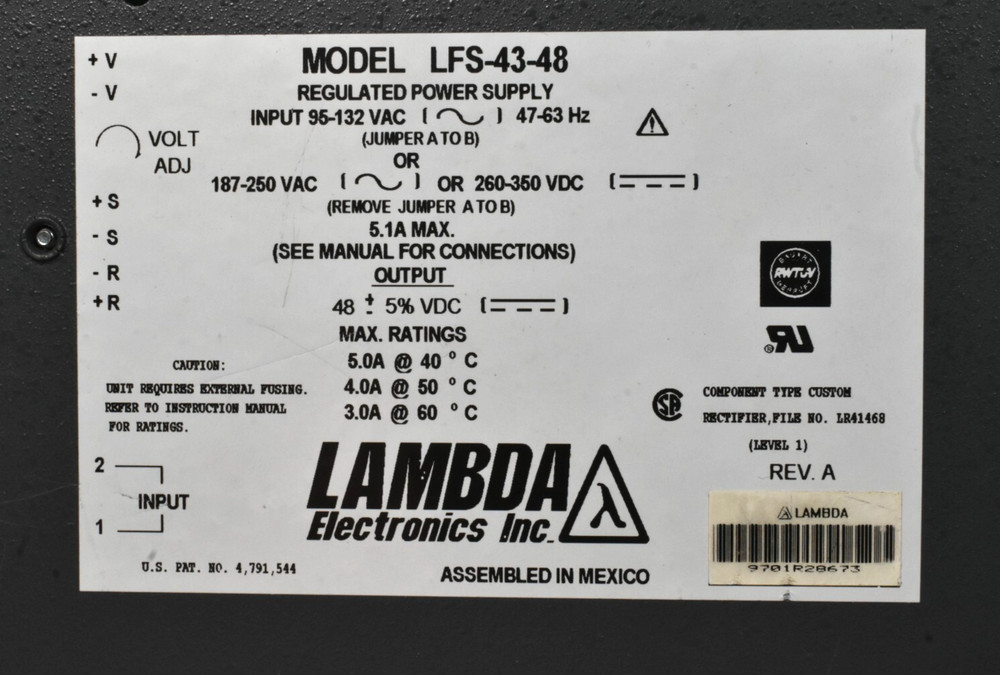 + V
- V
VOLT
ADJ
+ S
- S
- R
+ R
MODEL LFS-43-48
REGULATED POWER SUPPLY
INPUT 95-132 VAC ( ) 47-63 Hz
(JUMPER A TO B)
OR
187-250 VAC ( ) OR 260-350 VDC ( )
(REMOVE JUMPER A TO B)
5.1A MAX.
(SEE MANUAL FOR CONNECTIONS)
OUTPUT
48 ± 5% VDC ( )
MAX. RATINGS
5.0A @ 40 ° C
4.0A @ 50 ° C
3.0A @ 60 ° C
CAUTION:
UNIT REQUIRES EXTERNAL FUSING.
REFER TO INSTRUCTION MANUAL
FOR RATINGS.
2
INPUT
1
U.S. PAT. NO. 4,791,544
LAMBDA
Electronics Inc.
λ
ASSEMBLED IN MEXICO
RWTUV
RU ®
SA
COMPONENT TYPE CUSTOM
RECTIFIER, FILE NO. LR41468
(LEVEL 1)
REV. A
LAMBDA
9701R28673